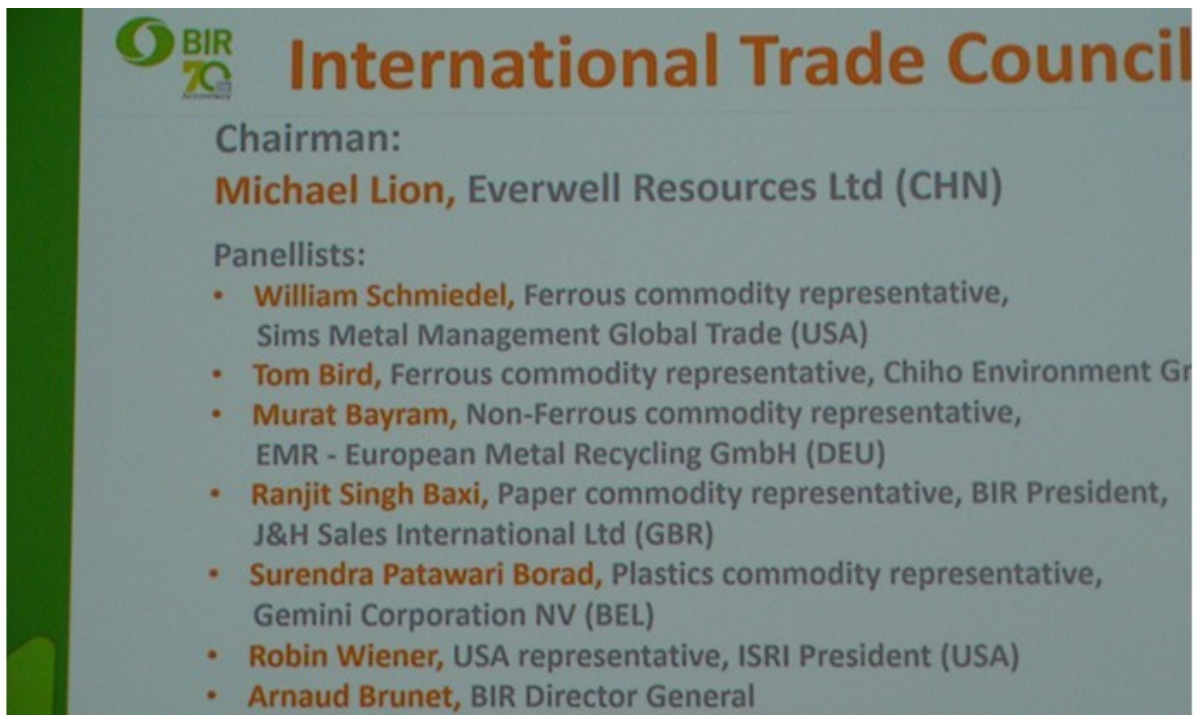 BIR
70
International Trade Council
Chairman:
Michael Lion, Everwell Resources Ltd (CHN)
Panellists:
• William Schmiedel, Ferrous commodity representative,
Sims Metal Management Global Trade (USA)
• Tom Bird, Ferrous commodity representative, Chiho Environment Gr
• Murat Bayram, Non-Ferrous commodity representative,
EMR - European Metal Recycling GmbH (DEU)
• Ranjit Singh Baxi, Paper commodity representative, BIR President,
J&H Sales International Ltd (GBR)
• Surendra Patawari Borad, Plastics commodity representative,
Gemini Corporation NV (BEL)
• Robin Wiener, USA representative, ISRI President (USA)
• Arnaud Brunet, BIR Director General